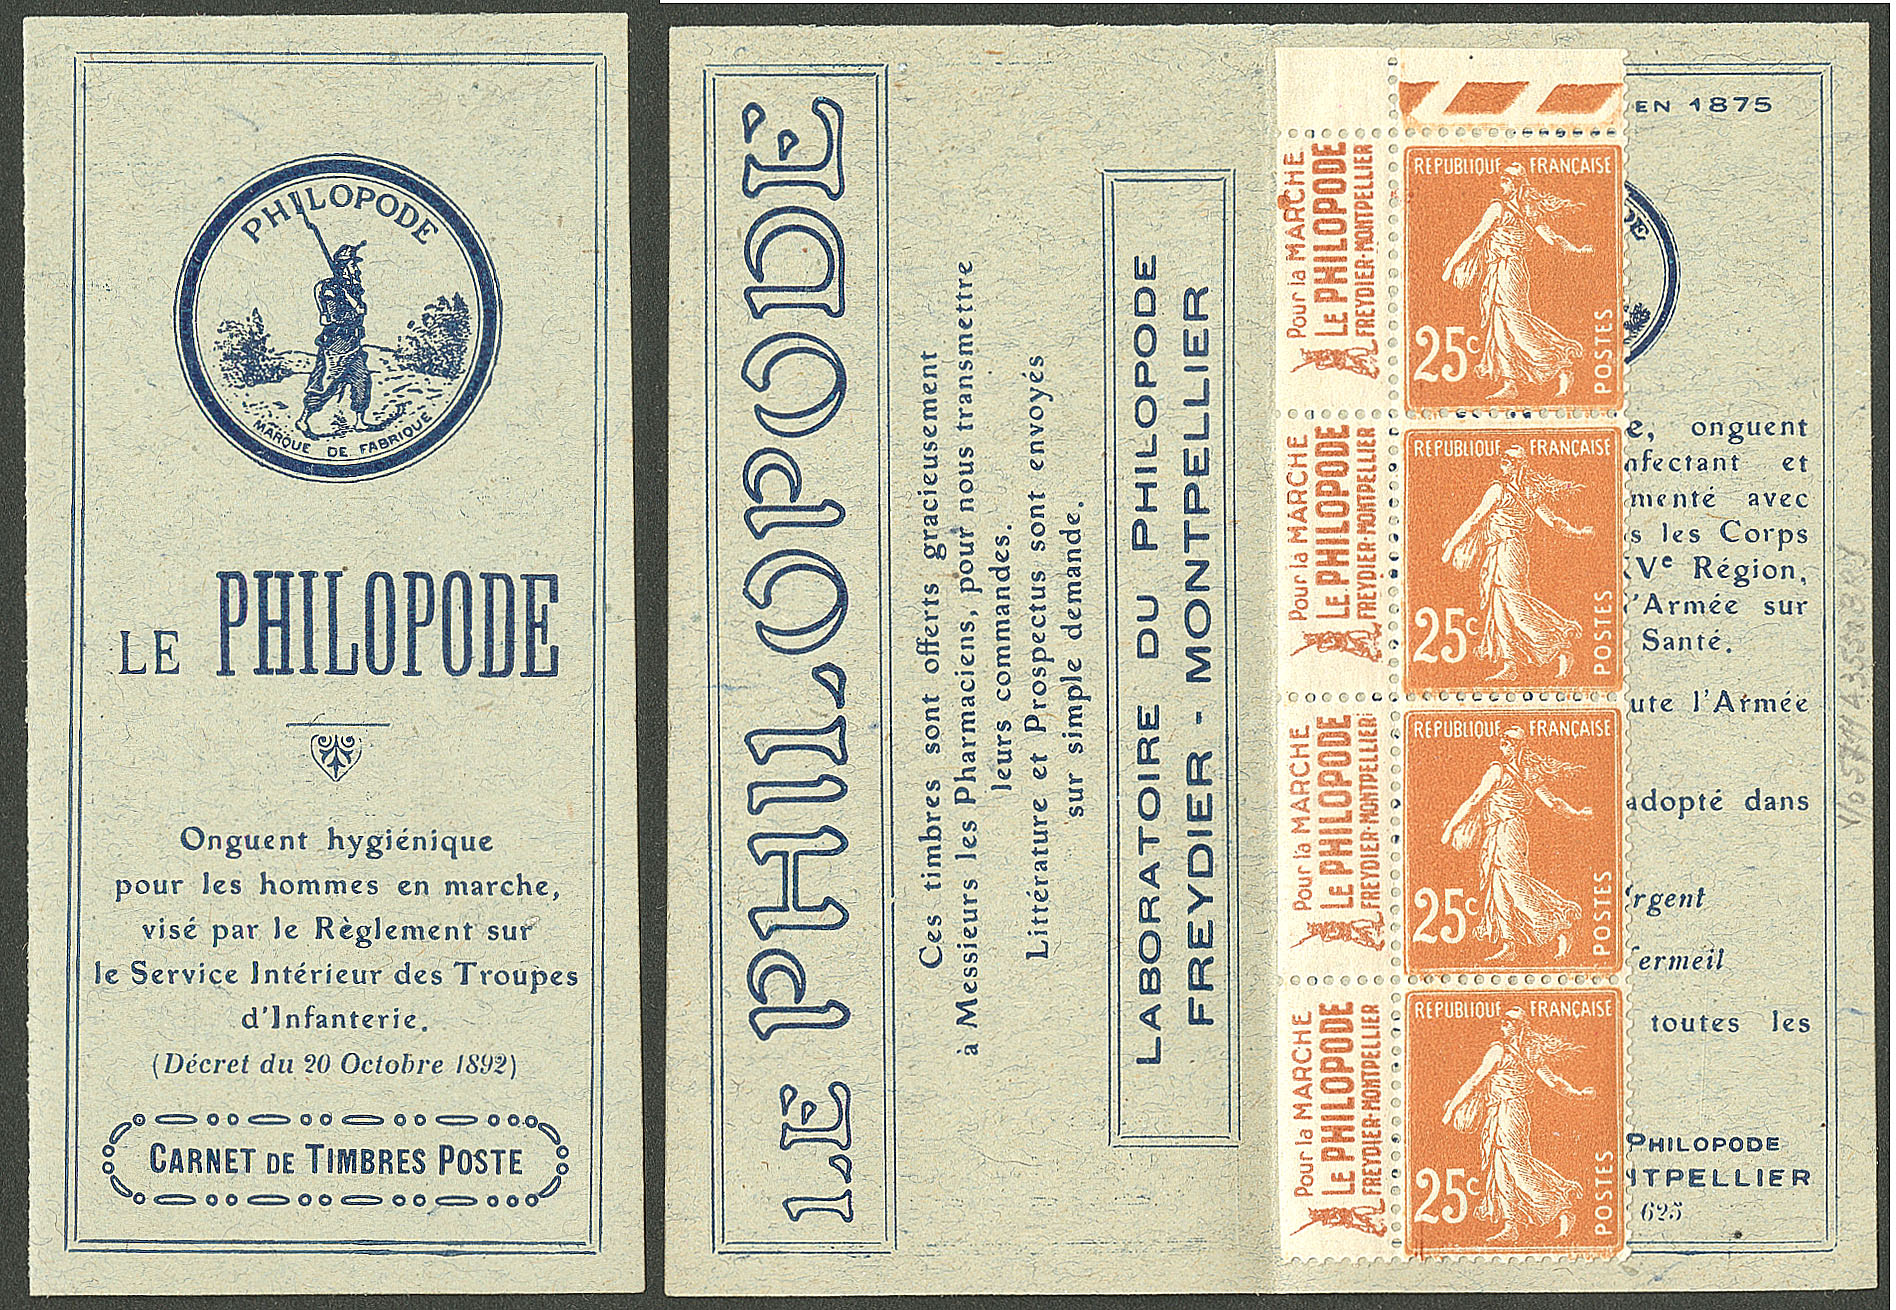 PHILOPODE
MARQUE DE FABRIQUE
LE PHILOPODE
Onguent hygiénique
pour les hommes en marche,
visé par le Règlement sur
le Service Intérieur des Troupes
d'Infanterie.
(Décret du 20 Octobre 1892)
CARNET DE TIMBRES POSTE
LE PHILOPODE
Ces timbres sont offerts gracieusement
à Messieurs les Pharmaciens, pour nous transmettre
leurs commandes.
Littérature et Prospectus sont envoyés
sur simple demande.
LABORATOIRE DU PHILOPODE
FREYDIER - MONTPELLIER
Pour la MARCHE
LE PHILOPODE
FREYDIER-MONTPELLIER
REPUBLIQUE FRANÇAISE
25c
POSTES
Pour la MARCHE
LE PHILOPODE
FREYDIER-MONTPELLIER
REPUBLIQUE FRANÇAISE
25c
POSTES
Pour la MARCHE
LE PHILOPODE
FREYDIER-MONTPELLIER
REPUBLIQUE FRANÇAISE
25c
POSTES
Pour la MARCHE
LE PHILOPODE
FREYDIER-MONTPELLIER
REPUBLIQUE FRANÇAISE
25c
POSTES
EN 1875
e, onguent
nfectant et
menté avec
s les Corps
XVe Région,
l'Armée sur
Santé.
ute l'Armée
adopté dans
rgent
ermeil
toutes les
PHILOPODE
NTPELLIER
625